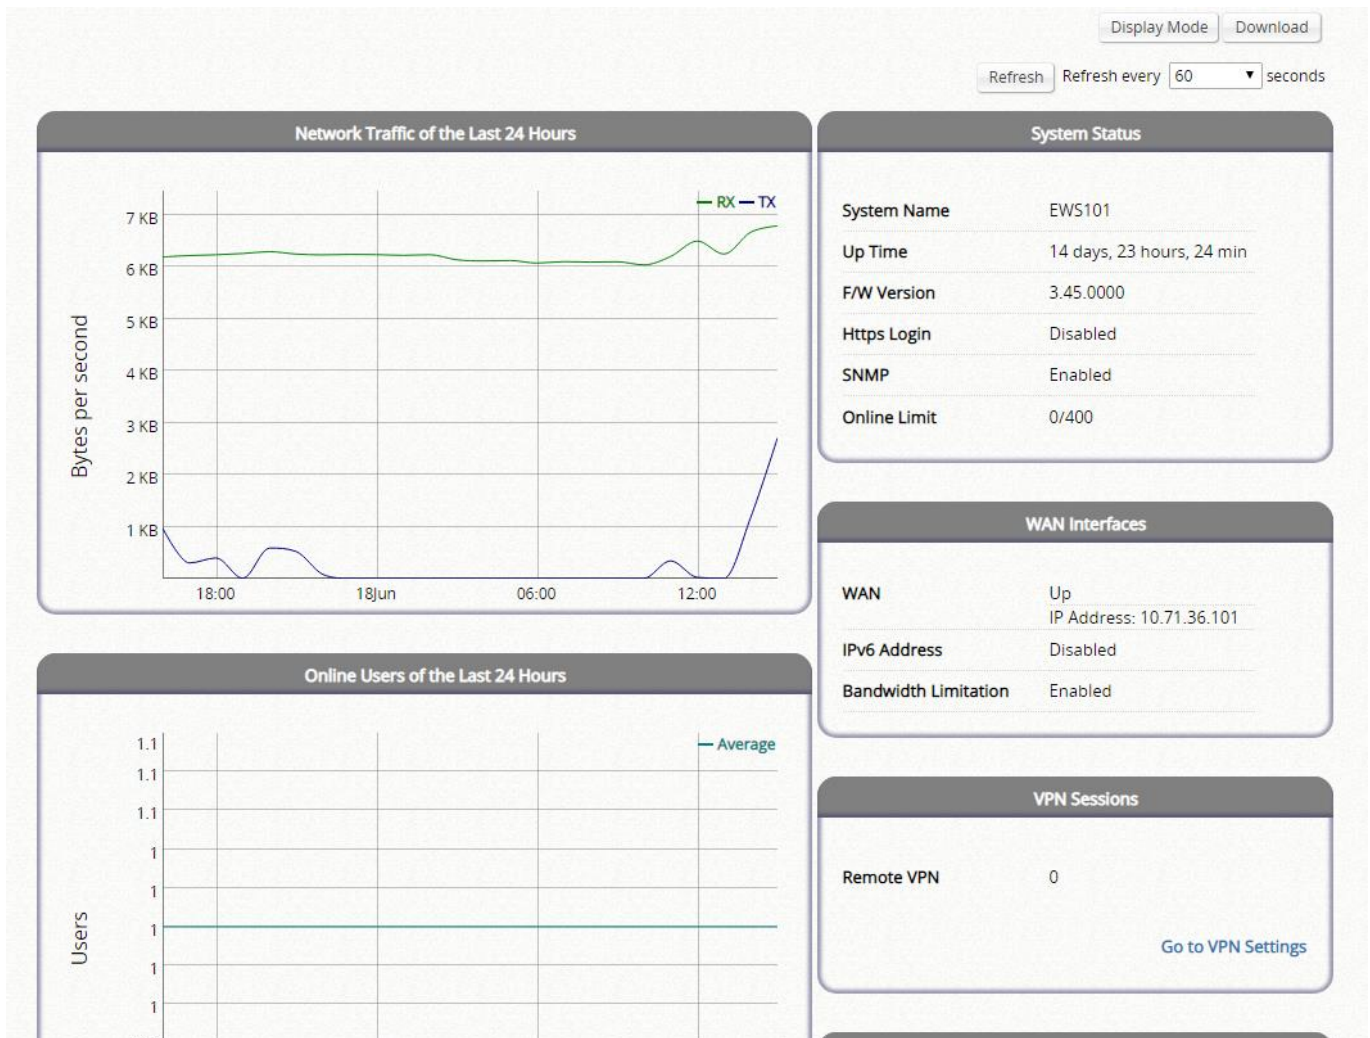 Display Mode Download
Refresh Refresh every 60 seconds
Network Traffic of the Last 24 Hours
RX TX
7 KB
6 KB
5 KB
4 KB
3 KB
2 KB
1 KB
Bytes per second
18:00 18Jun 06:00 12:00
System Status
System Name EWS101
Up Time 14 days, 23 hours, 24 min
F/W Version 3.45.0000
Https Login Disabled
SNMP Enabled
Online Limit 0/400
WAN Interfaces
WAN Up
IP Address: 10.71.36.101
IPv6 Address Disabled
Bandwidth Limitation Enabled
Online Users of the Last 24 Hours
Average
1.1
1.1
1.1
1
1
1
1
1
Users
VPN Sessions
Remote VPN 0
Go to VPN Settings